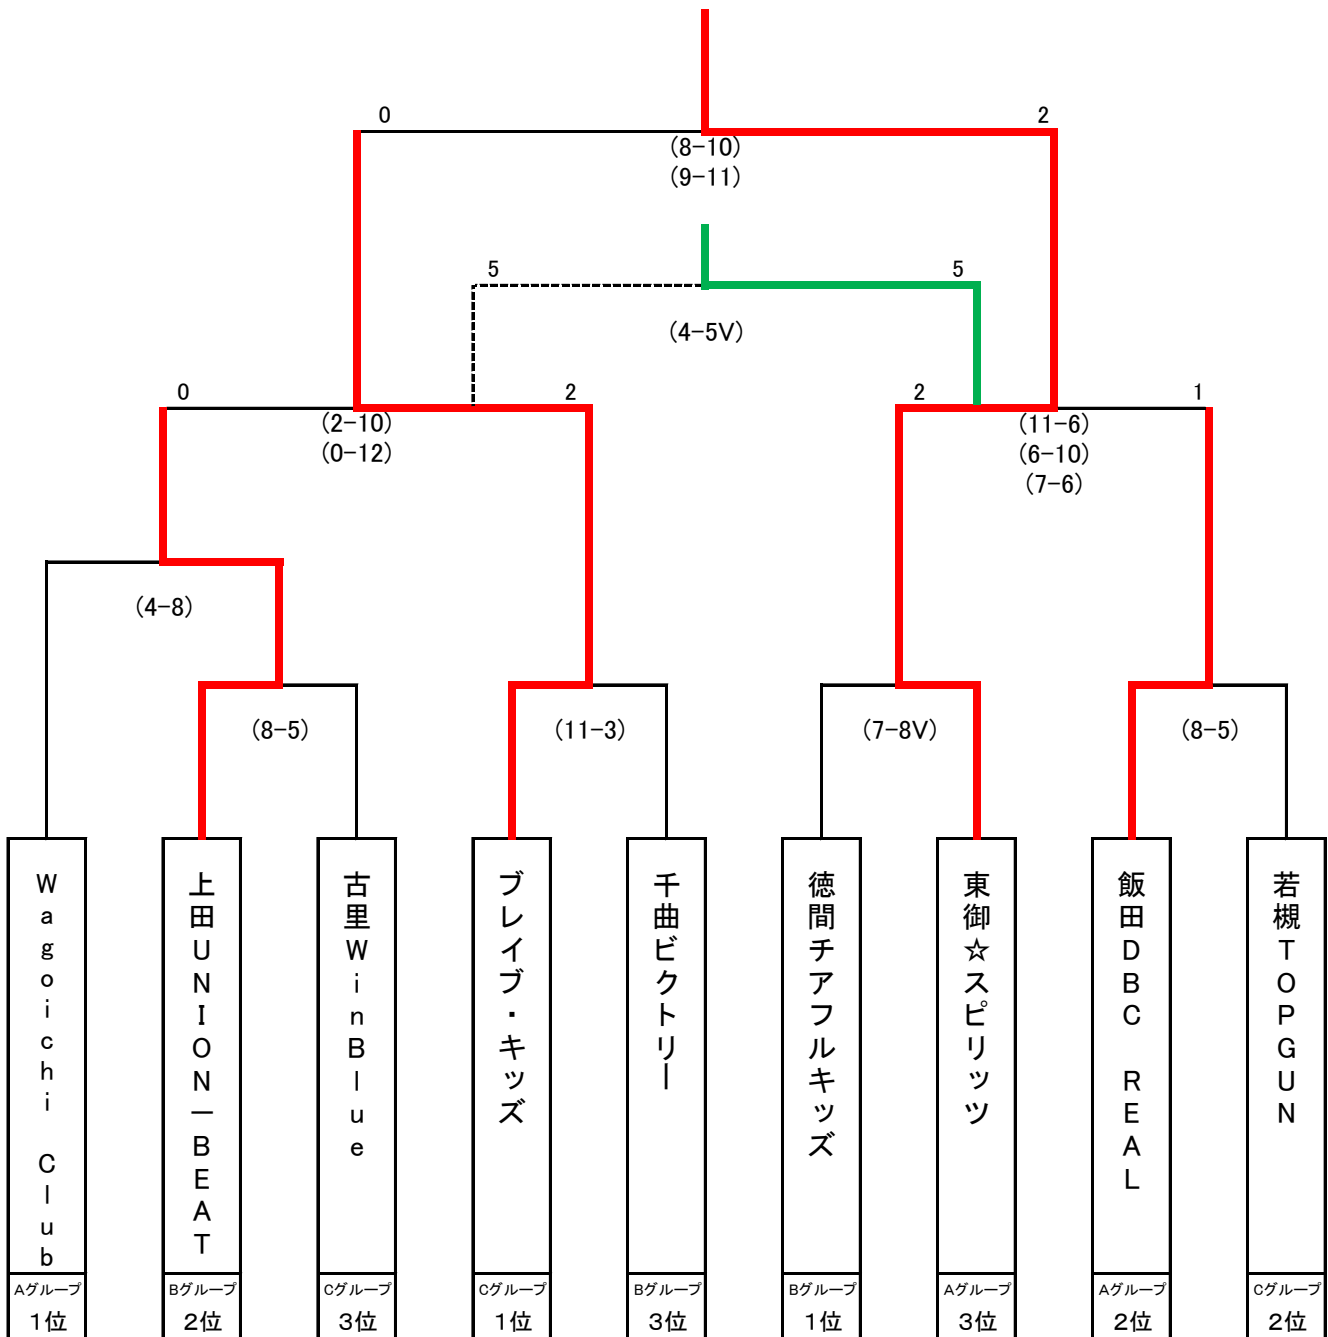 0
2
(8-10)
(9-11)
5
5
(4-5V)
0
2
2
1
(2-10)
(0-12)
(11-6)
(6-10)
(7-6)
(4-8)
(8-5)
(11-3)
(7-8V)
(8-5)
Wagoichi Club
上田UNION―BEAT
古里WinBlue
ブレイブ・キッズ
千曲ビクトリー
徳間チアフルキッズ
東御☆スピリッツ
飯田DBC REAL
若槻TOPGUN
Aグループ
1位
Bグループ
2位
Cグループ
3位
Cグループ
1位
Bグループ
3位
Bグループ
1位
Aグループ
3位
Aグループ
2位
Cグループ
2位